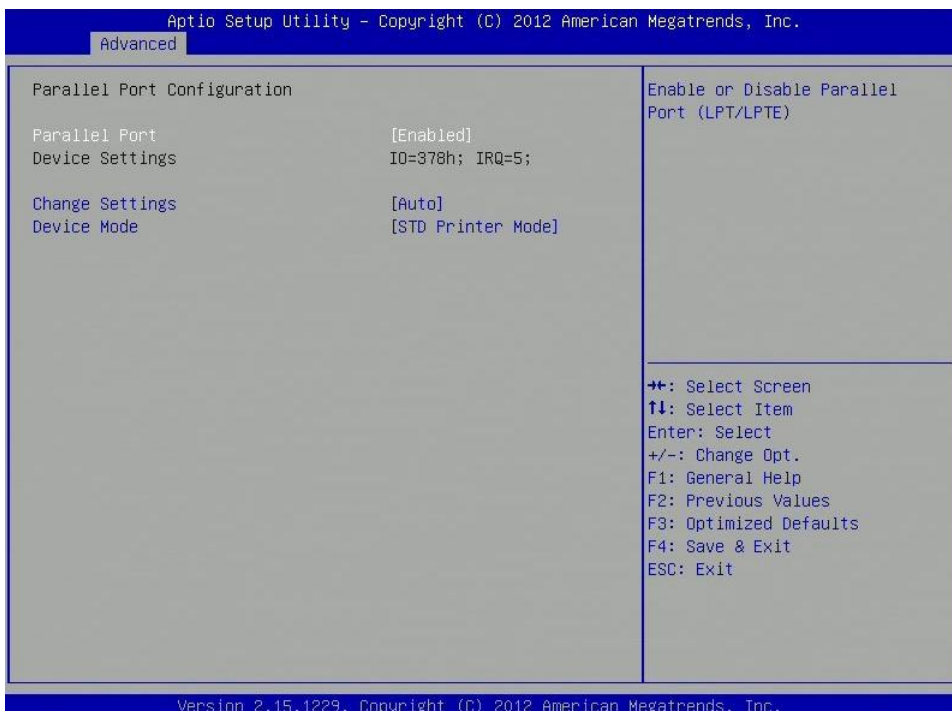 Aptio Setup Utility – Copyright (C) 2012 American Megatrends, Inc.
Advanced
Parallel Port Configuration
Parallel Port [Enabled]
Device Settings IO=378h; IRQ=5;
Change Settings [Auto]
Device Mode [STD Printer Mode]
Enable or Disable Parallel
Port (LPT/LPTE)
→←: Select Screen
↑↓: Select Item
Enter: Select
+/-: Change Opt.
F1: General Help
F2: Previous Values
F3: Optimized Defaults
F4: Save & Exit
ESC: Exit
Version 2.15.1229. Copyright (C) 2012 American Megatrends, Inc.